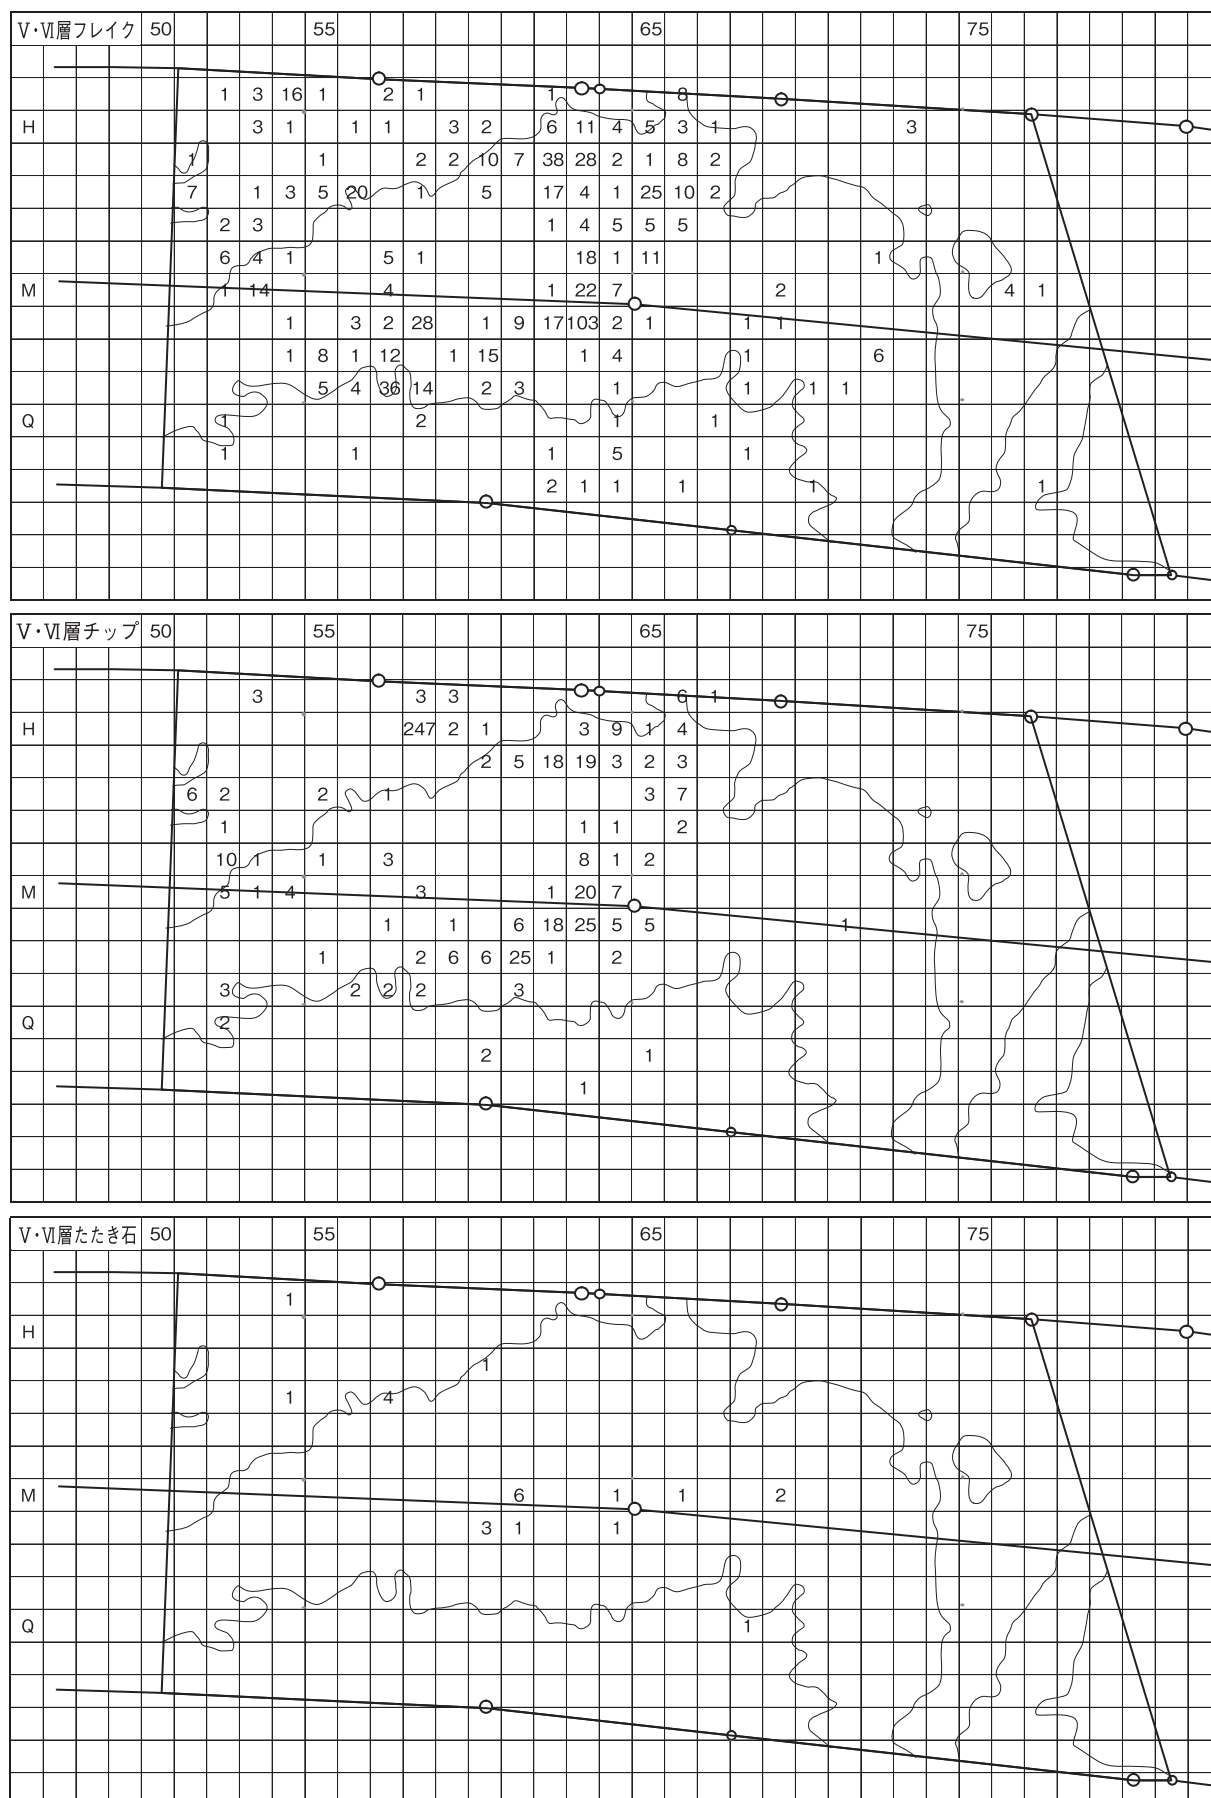 Ⅴ・Ⅵ層フレイク 50 55 65 75
1 3 16 1 2 1 1 8
H 3 1 1 1 3 2 6 11 4 5 3 1 3
1 1 2 2 10 7 38 28 2 1 8 2
7 1 3 5 20 1 5 17 4 1 25 10 2
2 3 1 4 5 5 5
6 4 1 5 1 18 1 11 1
M 1 14 4 1 22 7 2 4 1
1 3 2 28 1 9 17 103 2 1 1 1
1 8 1 12 1 15 1 4 1 6
5 4 36 14 2 3 1 1 1 1
Q 1 2 1 1
1 1 1 5 1
2 1 1 1 1 1
Ⅴ・Ⅵ層チップ 50 55 65 75
3 3 3 6 1
H 247 2 1 3 9 1 4
2 5 18 19 3 2 3
6 2 2 1 3 7
1 1 1 2
10 1 1 3 8 1 2
M 5 1 4 3 1 20 7
1 1 6 18 25 5 5 1
1 2 6 6 25 1 2
3 2 2 2 3
Q 2
2 1
1
Ⅴ・Ⅵ層たたき石 50 55 65 75
1
H
1
1 4
M 6 1 1 2
3 1 1
Q 1